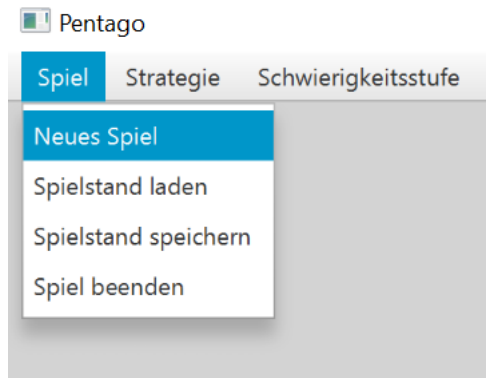 Pentago
Spiel Strategie Schwierigkeitsstufe
Neues Spiel
Spielstand laden
Spielstand speichern
Spiel beenden